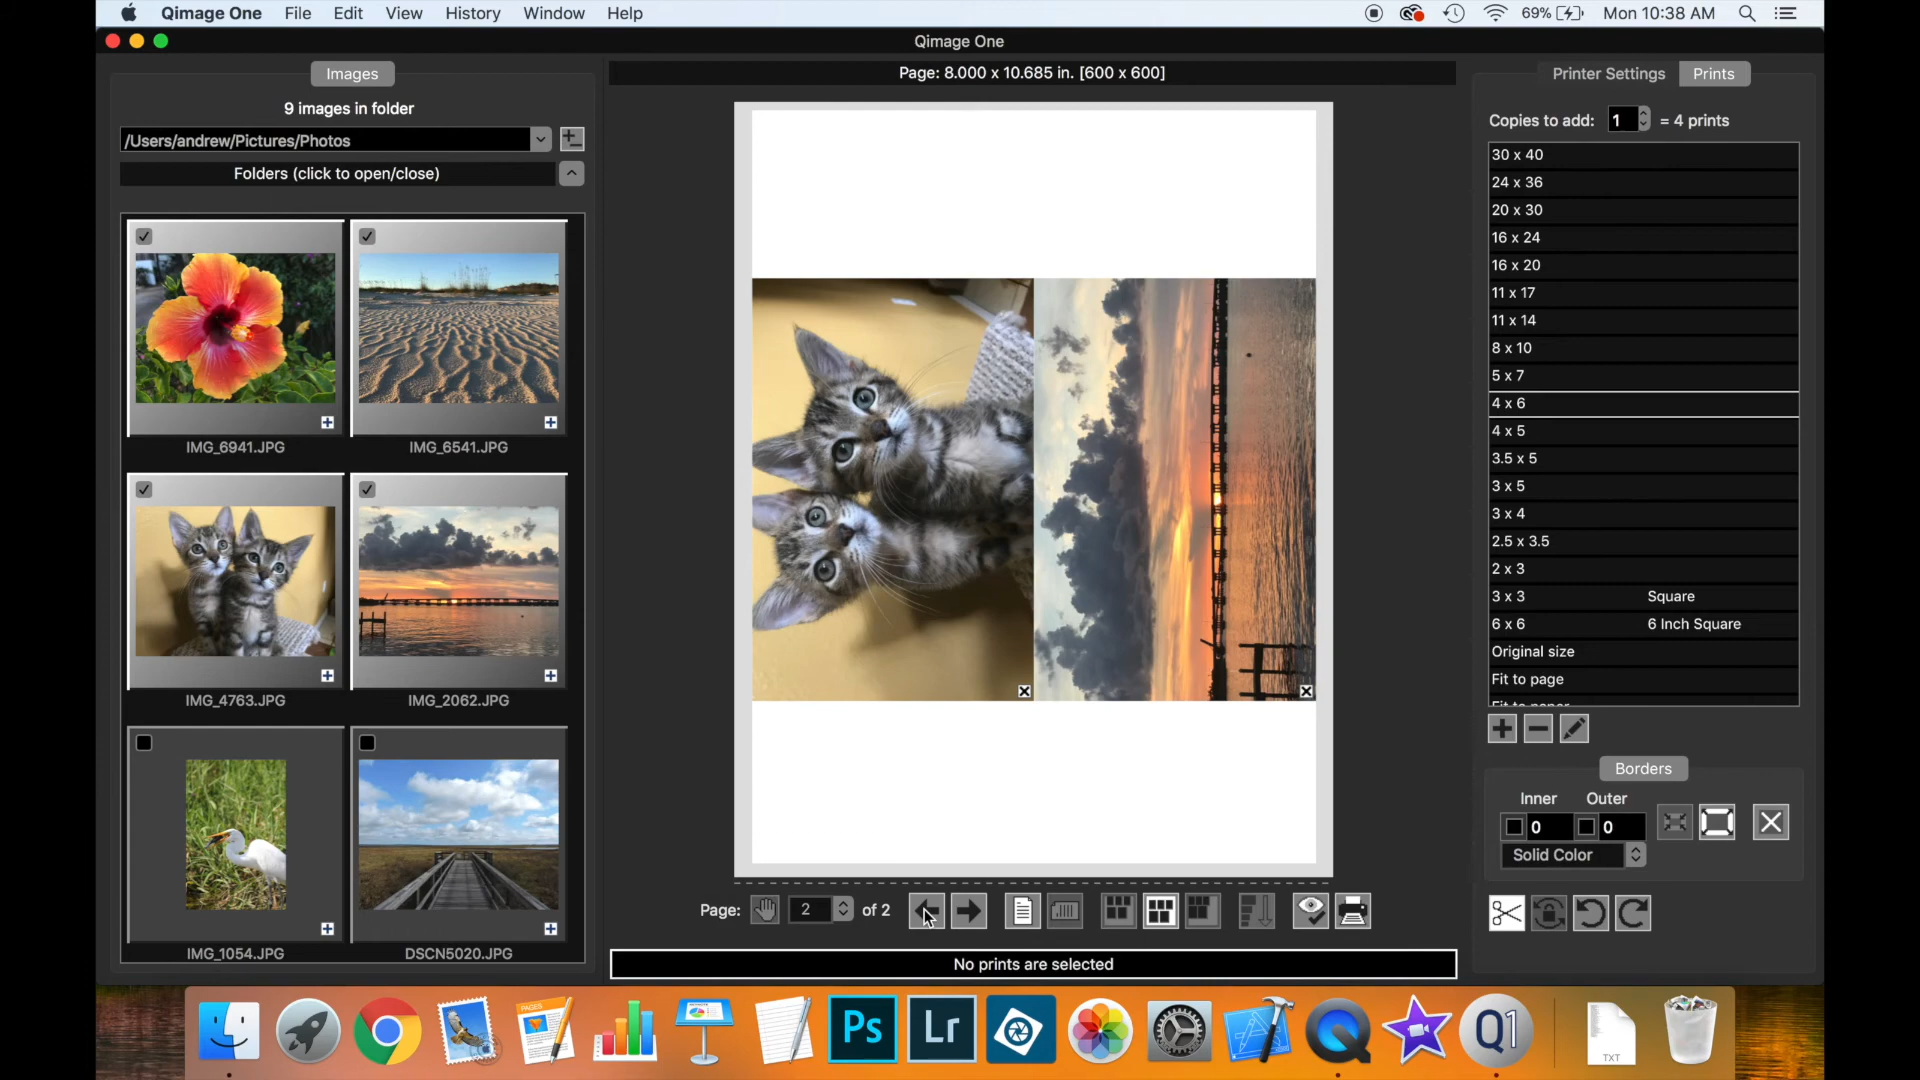 Qimage One File Edit View History Window Help
69% Mon 10:38 AM
Qimage One
Images
9 images in folder
/Users/andrew/Pictures/Photos
Folders (click to open/close)
IMG_6941.JPG
IMG_6541.JPG
IMG_4763.JPG
IMG_2062.JPG
IMG_1054.JPG
DSCN5020.JPG
Page: 8.000 x 10.685 in. [600 x 600]
Page: 2 of 2
No prints are selected
Printer Settings
Prints
Copies to add: 1 = 4 prints
30 x 40
24 x 36
20 x 30
16 x 24
16 x 20
11 x 17
11 x 14
8 x 10
5 x 7
4 x 6
4 x 5
3.5 x 5
3 x 5
3 x 4
2.5 x 3.5
2 x 3
3 x 3 Square
6 x 6 6 Inch Square
Original size
Fit to page
Fit to paper
Borders
Inner Outer
0 0
Solid Color
PAGES
Ps
Lr
Q1
TXT